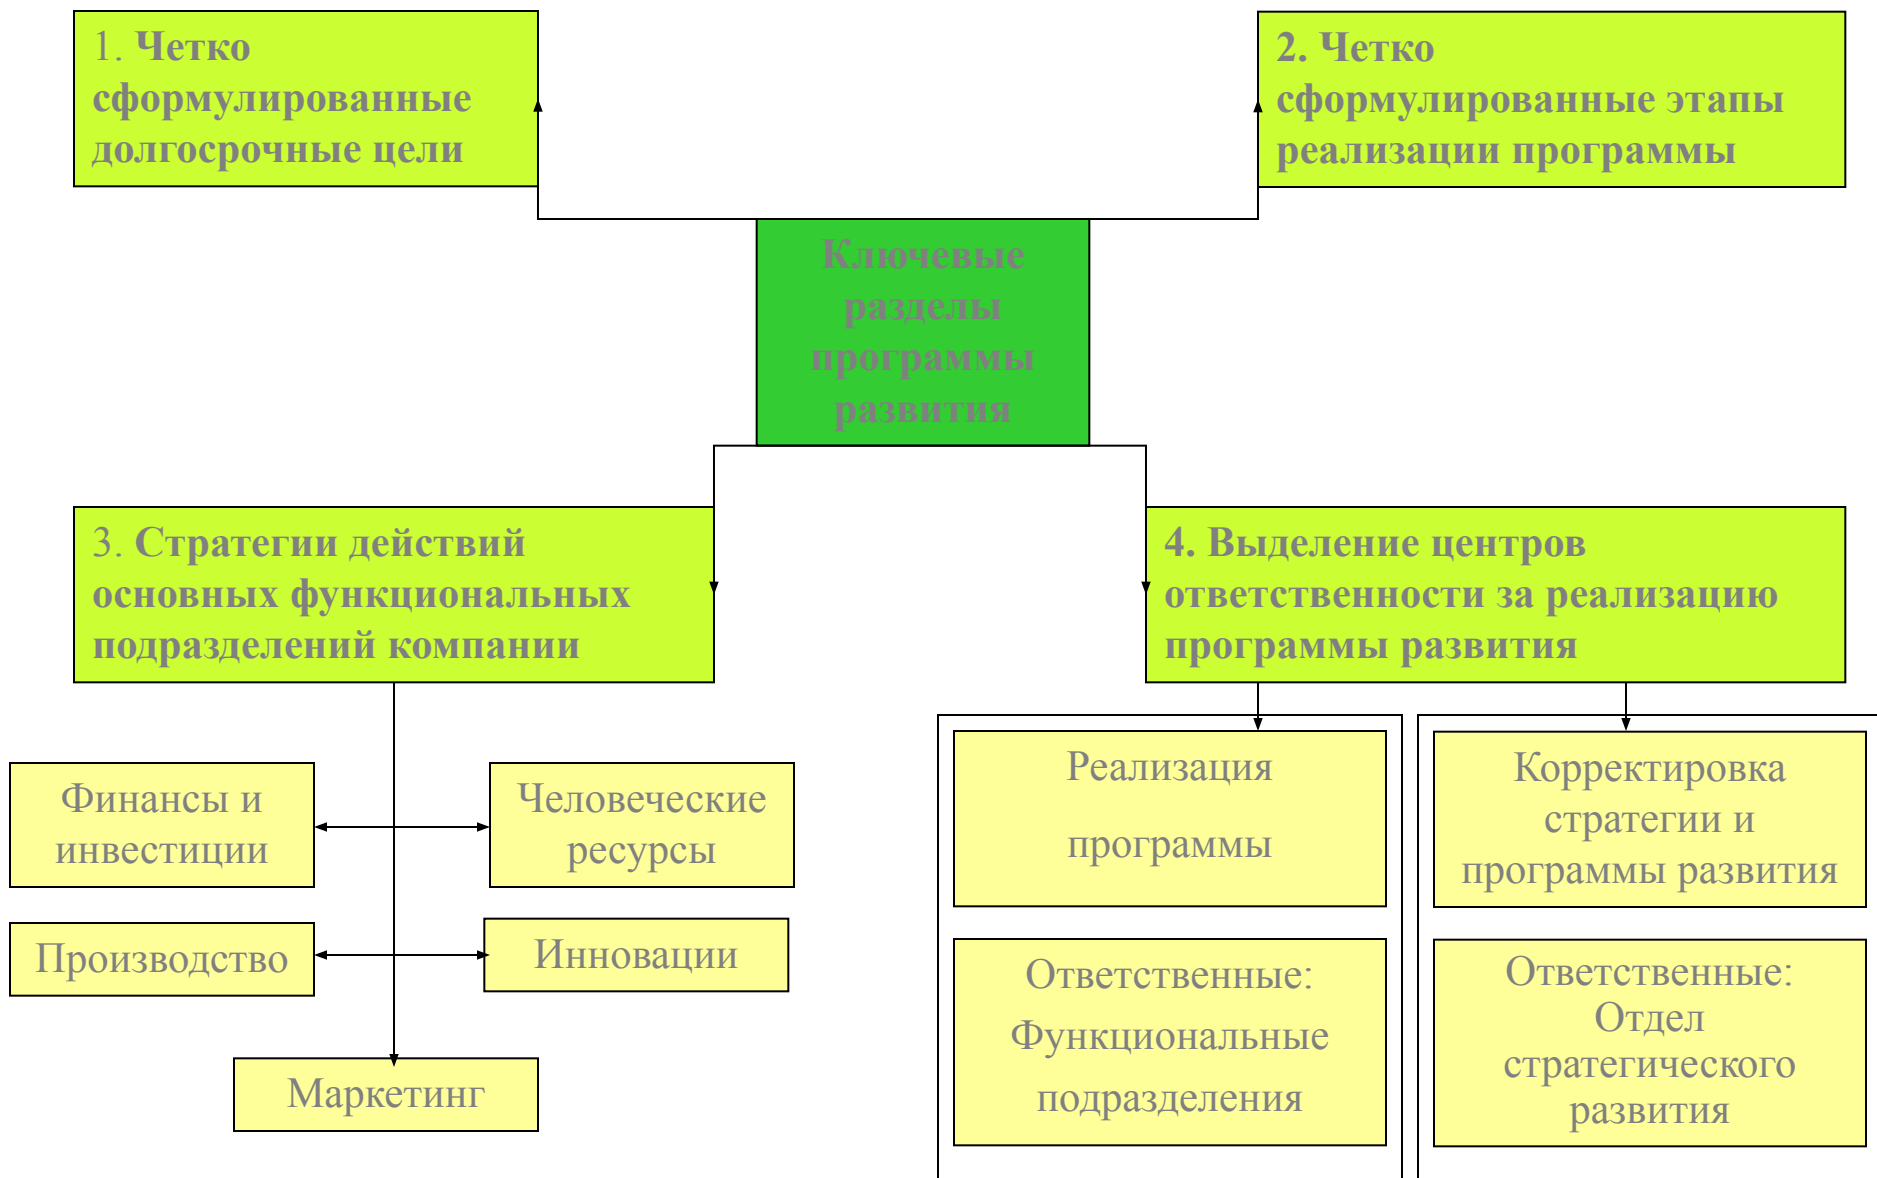 1. Четко
сформулированные
долгосрочные цели
2. Четко
сформулированные этапы
реализации программы
Ключевые
разделы
программы
развития
3. Стратегии действий
основных функциональных
подразделений компании
4. Выделение центров
ответственности за реализацию
программы развития
Финансы и
инвестиции
Человеческие
ресурсы
Производство
Инновации
Маркетинг
Реализация
программы
Корректировка
стратегии и
программы развития
Ответственные:
Функциональные
подразделения
Ответственные:
Отдел
стратегического
развития